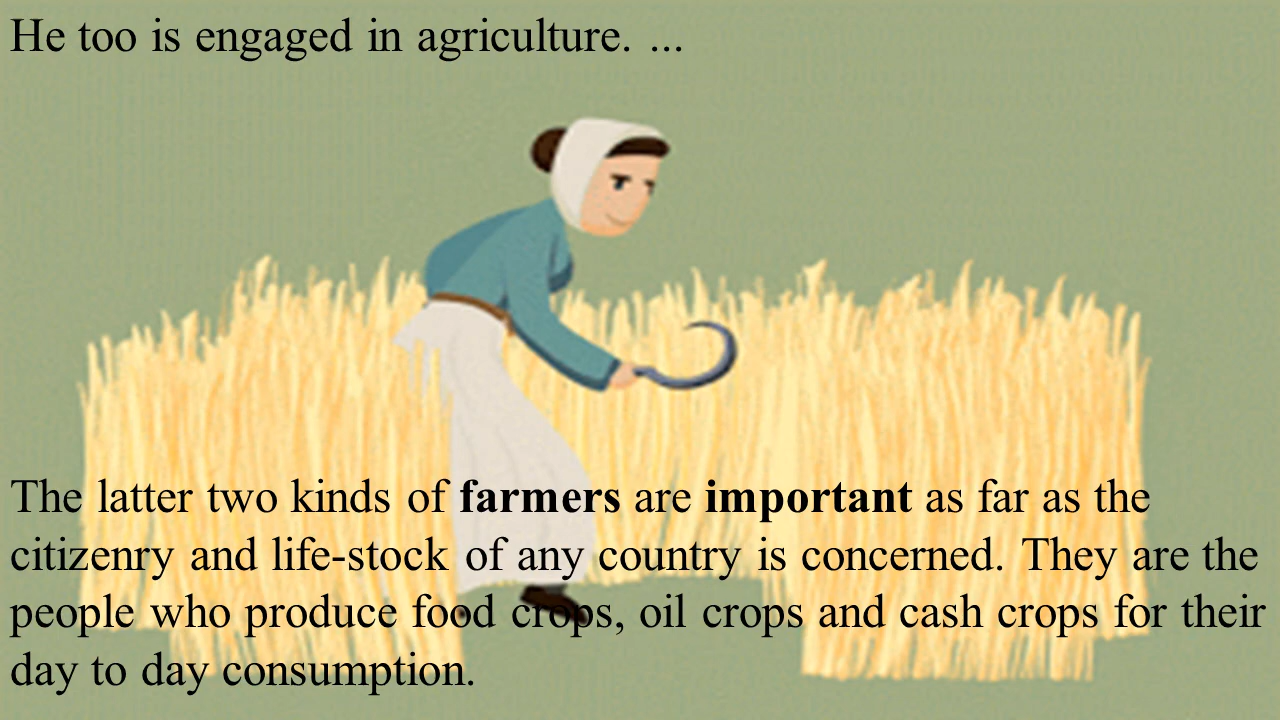 He too is engaged in agriculture. ...
The latter two kinds of farmers are important as far as the
citizenry and life-stock of any country is concerned. They are the
people who produce food crops, oil crops and cash crops for their
day to day consumption.